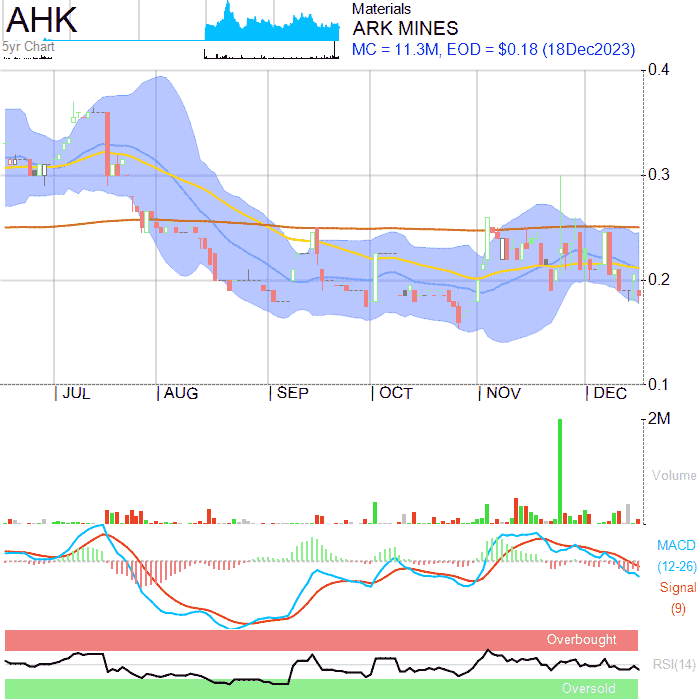 AHK
5yr Chart
Materials
ARK MINES
MC = 11.3M, EOD = $0.18 (18Dec2023)
0.4
0.3
0.2
0.1
JUL AUG SEP OCT NOV DEC
2M
Volume
MACD
(12-26)
Signal
(9)
Overbought
RSI(14)
Oversold